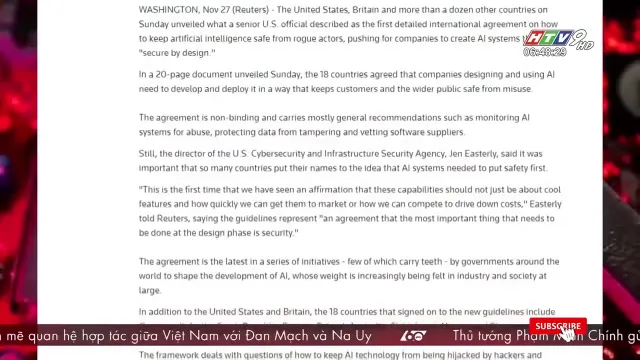 WASHINGTON, Nov 27 (Reuters) - The United States, Britain and more than a dozen other countries on
Sunday unveiled what a senior U.S. official described as the first detailed international agreement on how
to keep artificial intelligence safe from rogue actors, pushing for companies to create AI systems
"secure by design."
HTV9 HD
06:40:29
In a 20-page document unveiled Sunday, the 18 countries agreed that companies designing and using AI
need to develop and deploy it in a way that keeps customers and the wider public safe from misuse.
The agreement is non-binding and carries mostly general recommendations such as monitoring AI
systems for abuse, protecting data from tampering and vetting software suppliers.
Still, the director of the U.S. Cybersecurity and Infrastructure Security Agency, Jen Easterly, said it was
important that so many countries put their names to the idea that AI systems needed to put safety first.
"This is the first time that we have seen an affirmation that these capabilities should not just be about cool
features and how quickly we can get them to market or how we can compete to drive down costs," Easterly
told Reuters, saying the guidelines represent "an agreement that the most important thing that needs to
be done at the design phase is security."
The agreement is the latest in a series of initiatives - few of which carry teeth - by governments around the
world to shape the development of AI, whose weight is increasingly being felt in industry and society at
large.
In addition to the United States and Britain, the 18 countries that signed on to the new guidelines include
SUBSCRIBE
mẽ quan hệ hợp tác giữa Việt Nam với Đan Mạch và Na Uy
Thủ tướng Phạm Chính
The framework deals with questions of how to keep AI technology from being hijacked by hackers and